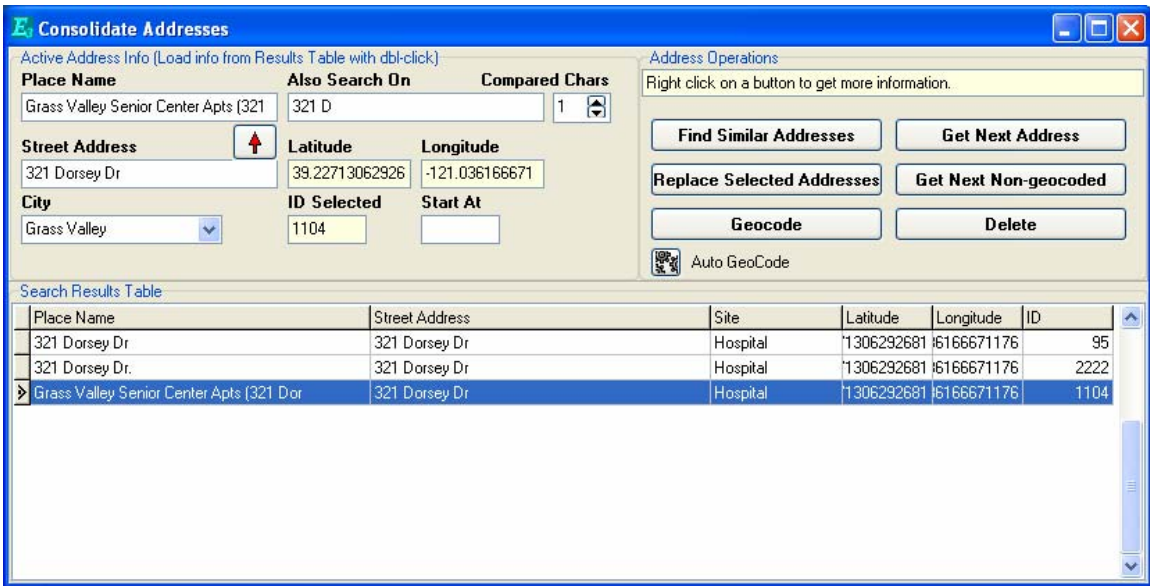 Consolidate Addresses
Active Address Info (Load info from Results Table with dbl-click)
Place Name Also Search On Compared Chars
Grass Valley Senior Center Apts (321 321 D 1
Street Address Latitude Longitude
321 Dorsey Dr 39.22713062926 -121.036166671
City ID Selected Start At
Grass Valley 1104
Address Operations
Right click on a button to get more information.
Find Similar Addresses Get Next Address
Replace Selected Addresses Get Next Non-geocoded
Geocode Delete
Auto GeoCode
Search Results Table
Place Name Street Address Site Latitude Longitude ID
321 Dorsey Dr 321 Dorsey Dr Hospital 1306292681 6166671176 95
321 Dorsey Dr. 321 Dorsey Dr Hospital 1306292681 6166671176 2222
Grass Valley Senior Center Apts (321 Dor 321 Dorsey Dr Hospital 1306292681 6166671176 1104